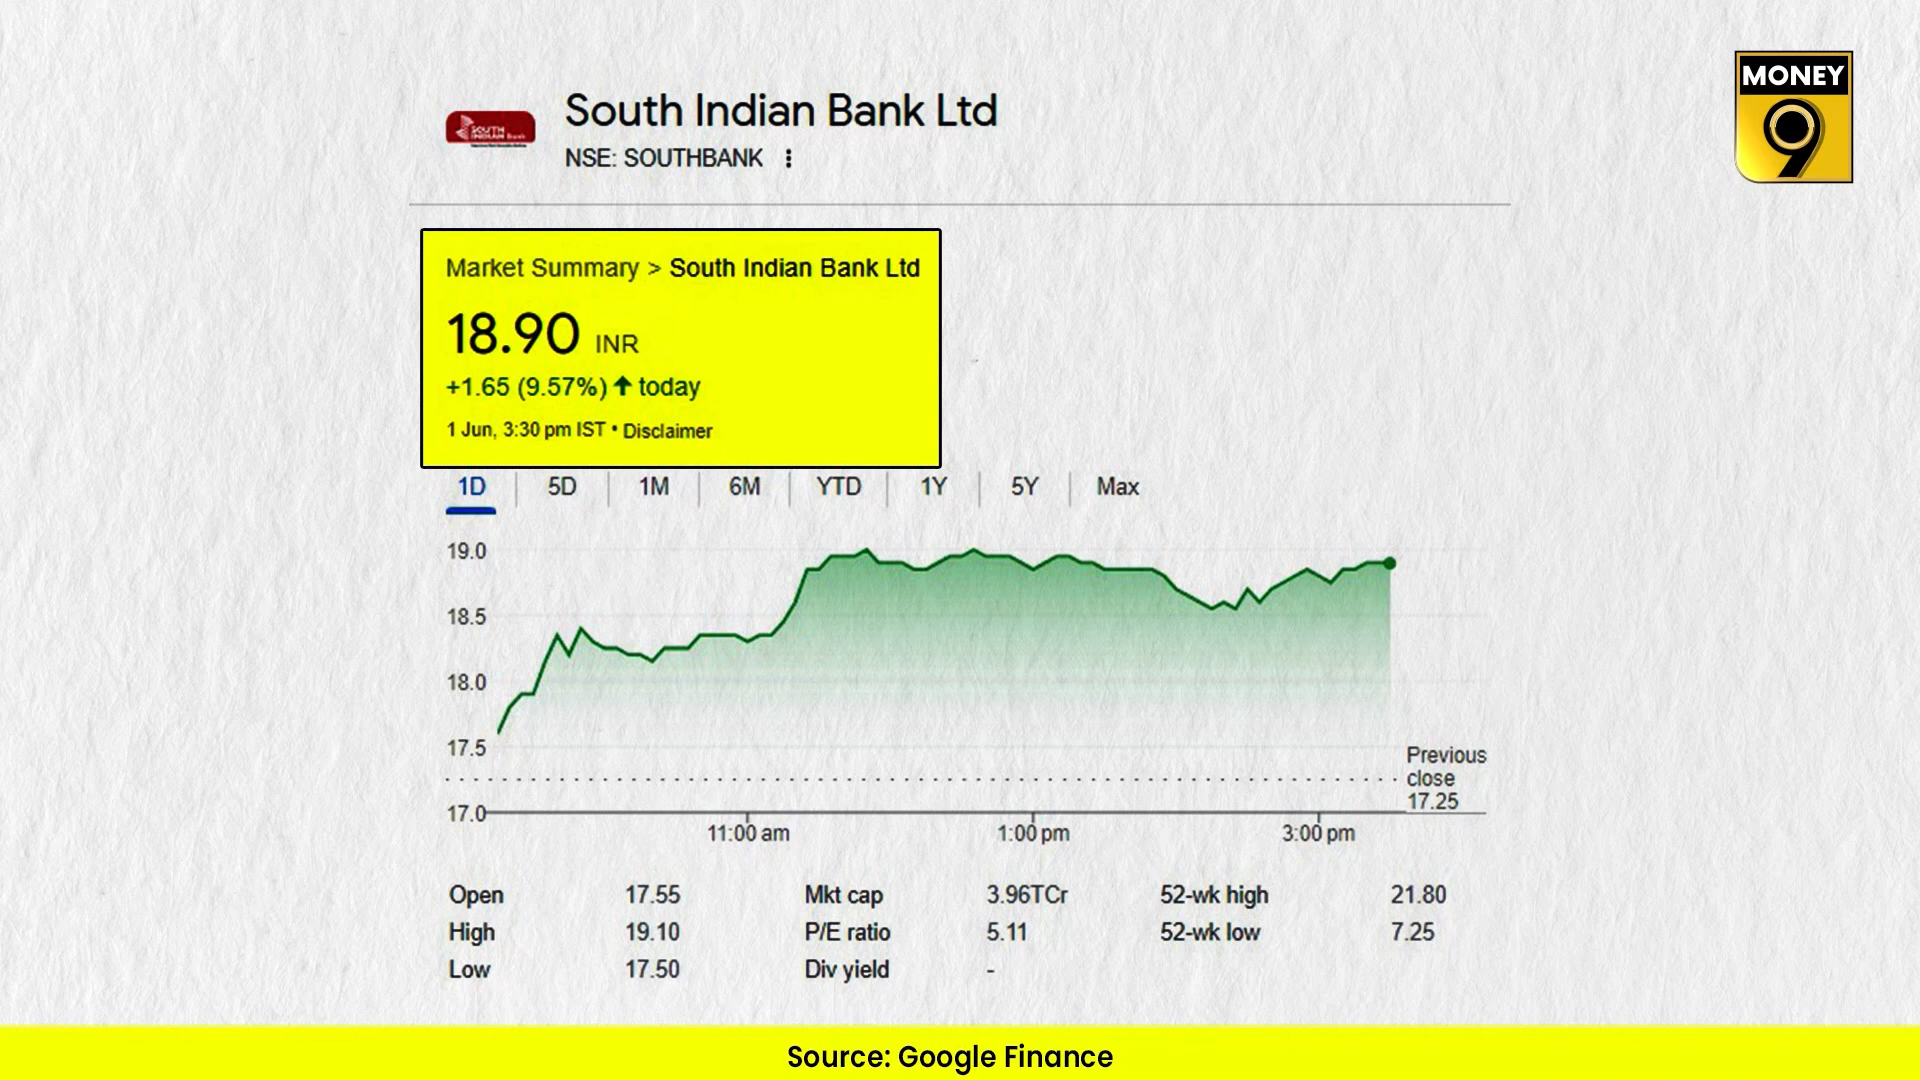 MONEY
9
SOUTH
INDIAN Bank
South Indian Bank Ltd
NSE: SOUTHBANK
Market Summary > South Indian Bank Ltd
18.90 INR
+1.65 (9.57%) ↑ today
1 Jun, 3:30 pm IST • Disclaimer
1D 5D 1M 6M YTD 1Y 5Y Max
19.0
18.5
18.0
17.5
17.0
Previous
close
17.25
11:00 am 1:00 pm 3:00 pm
Open 17.55 Mkt cap 3.96TCr 52-wk high 21.80
High 19.10 P/E ratio 5.11 52-wk low 7.25
Low 17.50 Div yield -
Source: Google Finance